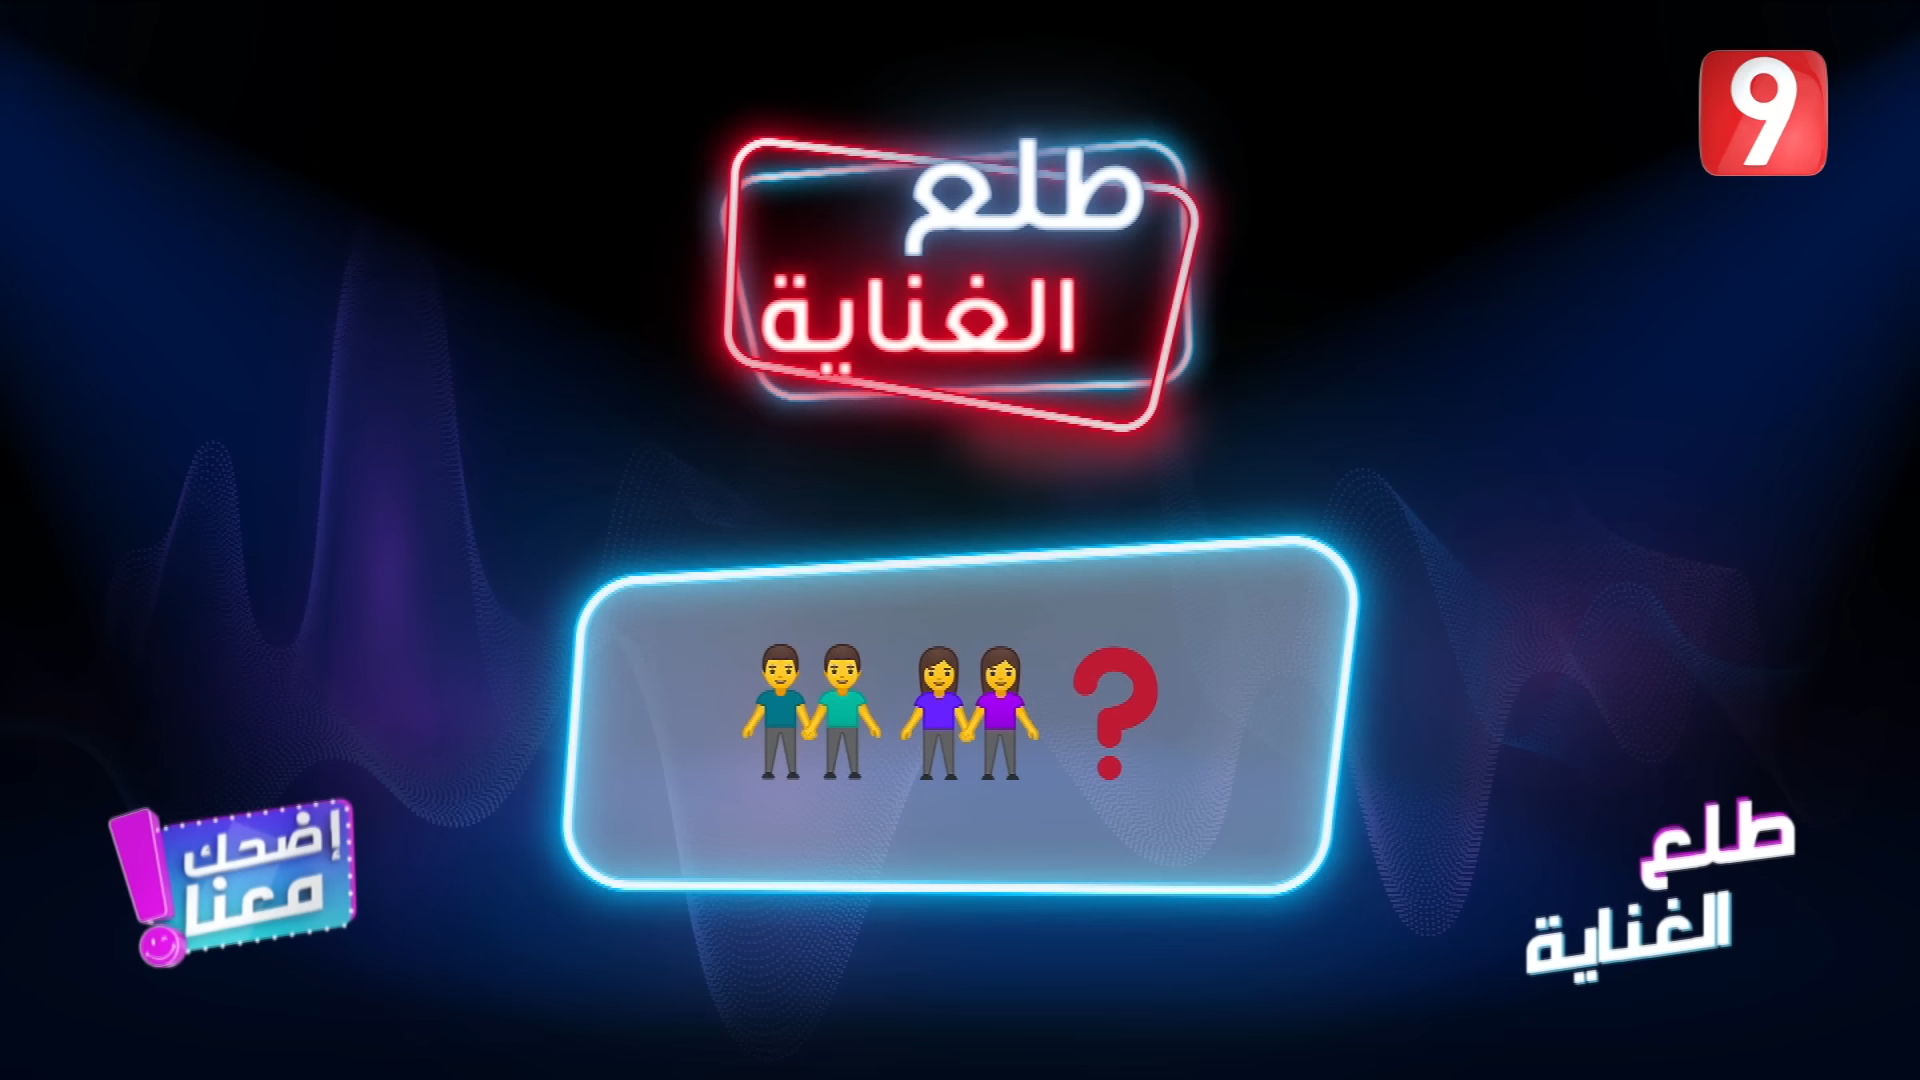 9
طلع
الغناية
❓
إضحك
معنا!
طلع
الغناية